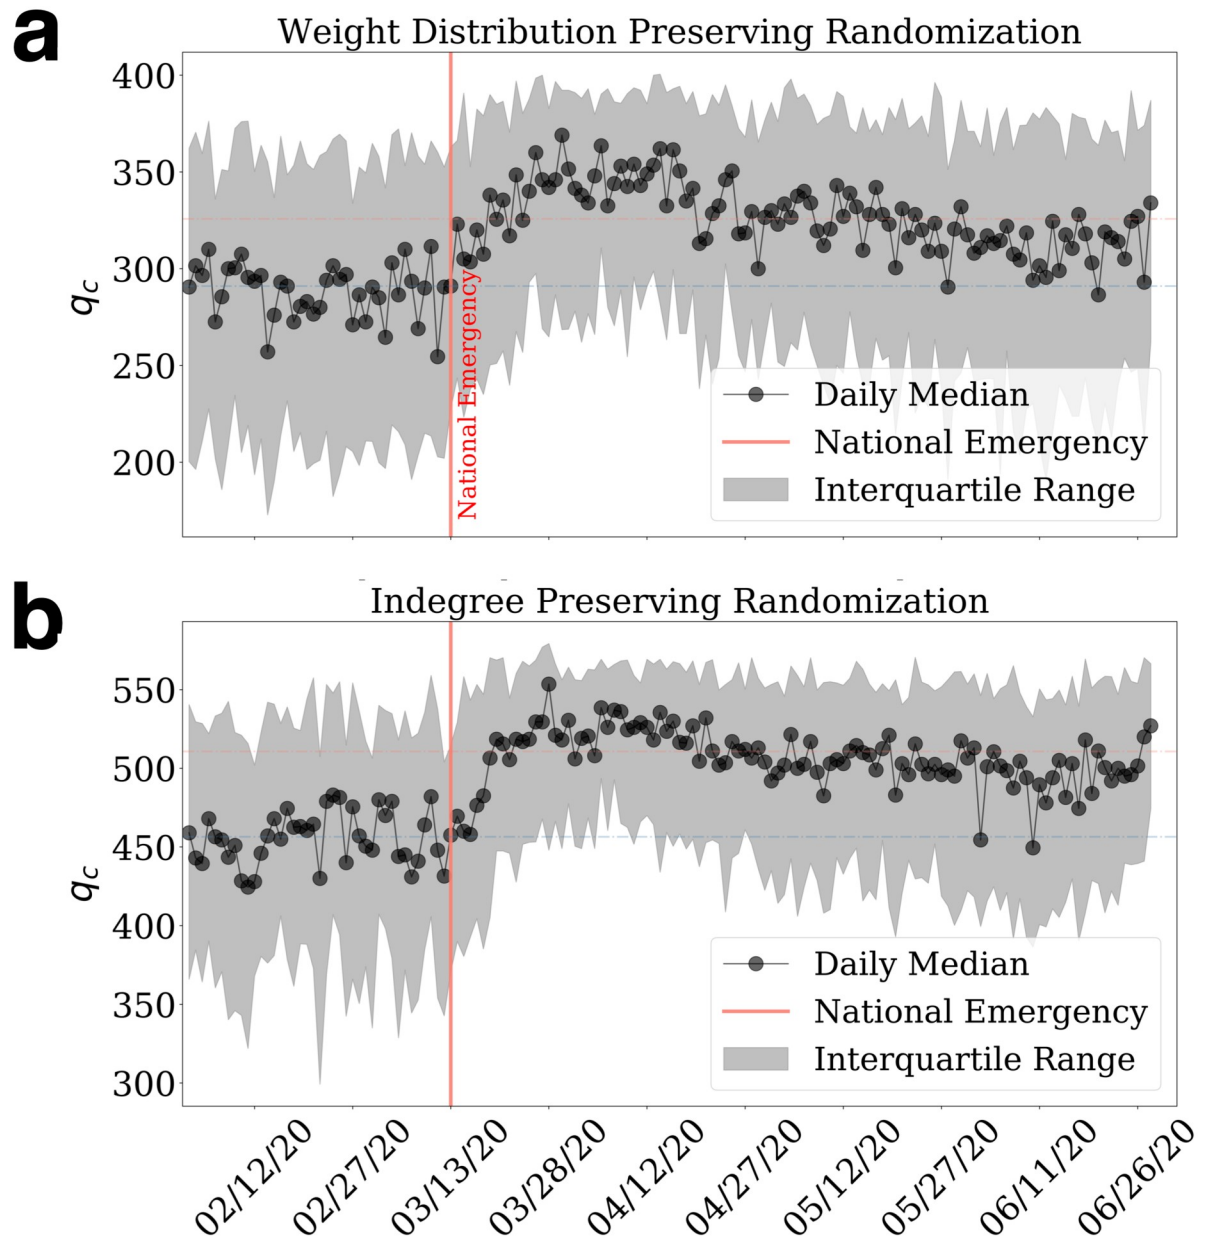 a
Weight Distribution Preserving Randomization
400
350
300
250
200
q_c
National Emergency
Daily Median
National Emergency
Interquartile Range
b
Indegree Preserving Randomization
550
500
450
400
350
300
q_c
Daily Median
National Emergency
Interquartile Range
02/12/20
02/27/20
03/13/20
03/28/20
04/12/20
04/27/20
05/12/20
05/27/20
06/11/20
06/26/20